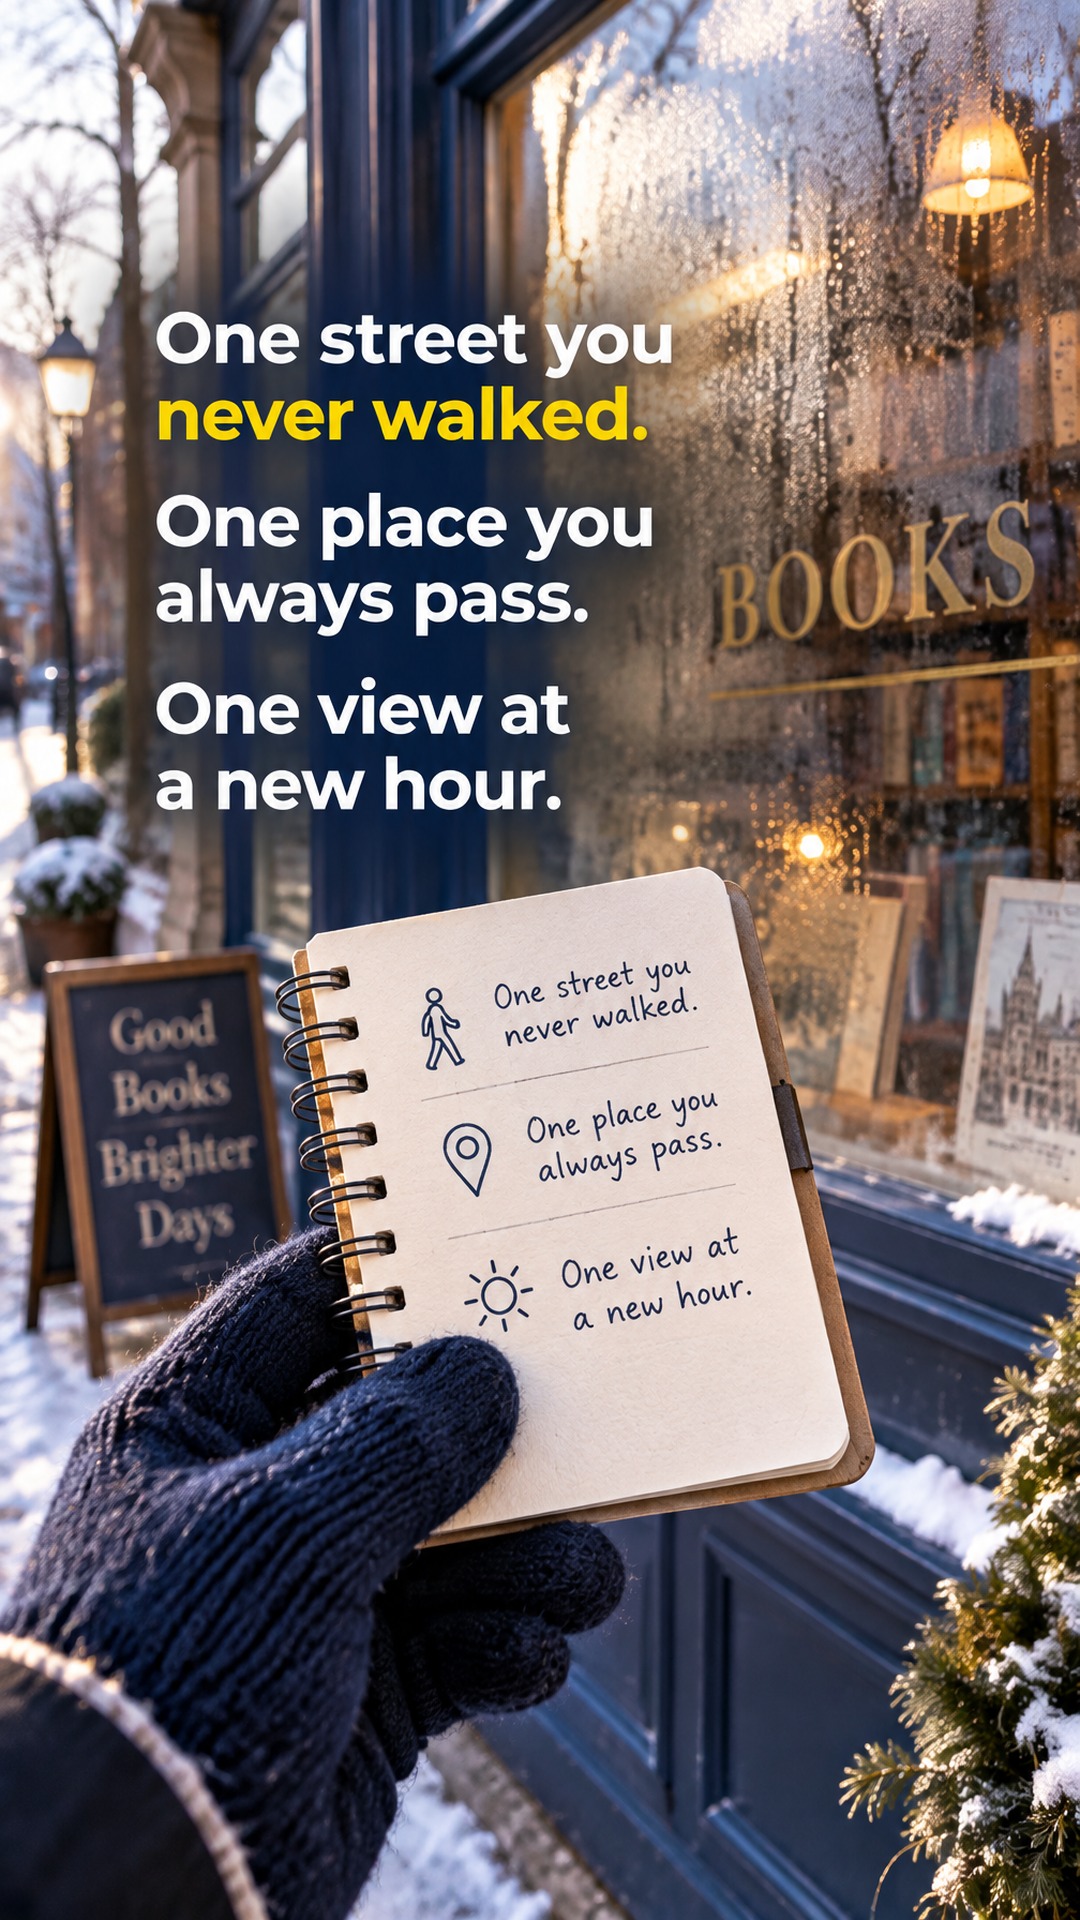 One street you
never walked.
One place you
always pass.
One view at
a new hour.
BOOKS
One street you
never walked.
One place you
always pass.
One view at
a new hour.
Good
Books
Brighter
Days